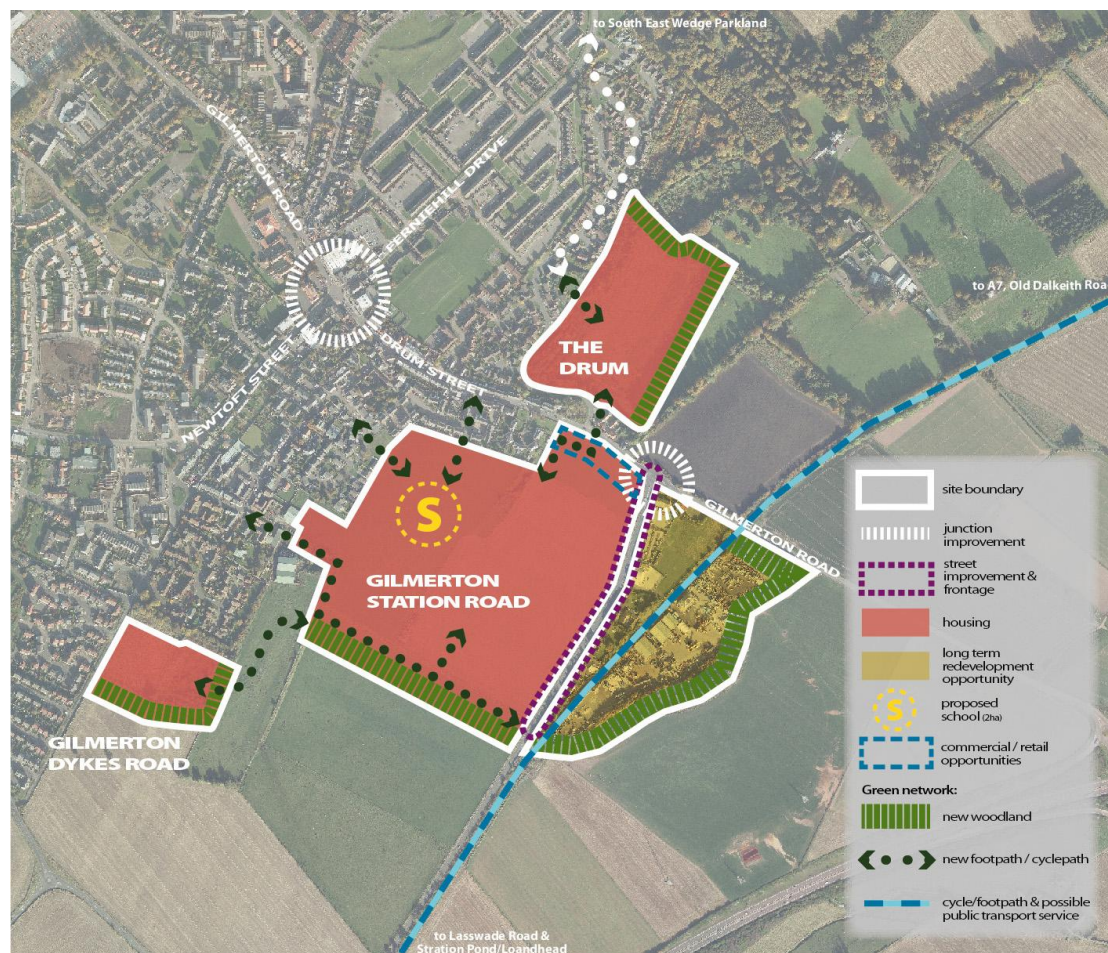 to South East Wedge Parkland
GILMERTON ROAD
FERNIEHILL DRIVE
to A7, Old Dalkeith Roa
THE
DRUM
DRUM STREET
NEWTOFT STREET
S
GILMERTON ROAD
GILMERTON
STATION ROAD
GILMERTON
DYKES ROAD
to Lasswade Road &
Stration Pond/Loandhead
site boundary
junction
improvement
street
improvement &
frontage
housing
long term
redevelopment
opportunity
S
proposed
school (2ha)
commercial / retail
opportunities
Green network:
new woodland
new footpath / cyclepath
cycle/footpath & possible
public transport service